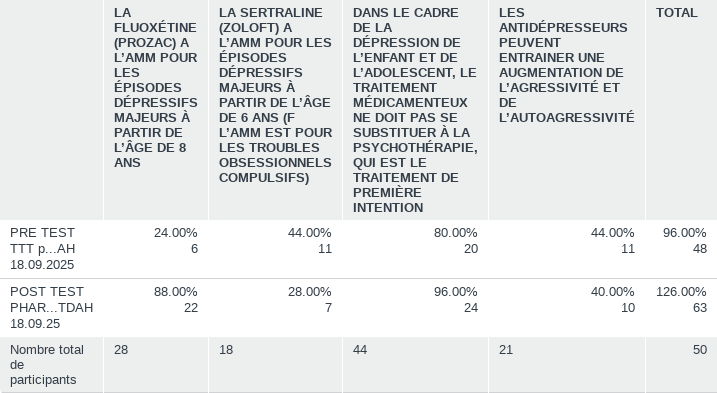 LA
FLUOXÉTINE
(PROZAC) A
L'AMM POUR
LES
ÉPISODES
DÉPRESSIFS
MAJEURS À
PARTIR DE
L'ÂGE DE 8
ANS
LA SERTRALINE
(ZOLOFT) A
L'AMM POUR LES
ÉPISODES
DÉPRESSIFS
MAJEURS À
PARTIR DE L'ÂGE
DE 6 ANS (F
L'AMM EST POUR
LES TROUBLES
OBSESSIONNELS
COMPULSIFS)
DANS LE CADRE
DE LA
DÉPRESSION DE
L'ENFANT ET DE
L'ADOLESCENT, LE
TRAITEMENT
MÉDICAMENTEUX
NE DOIT PAS SE
SUBSTITUER À LA
PSYCHOTHÉRAPIE,
QUI EST LE
TRAITEMENT DE
PREMIÈRE
INTENTION
LES
ANTIDÉPRESSEURS
PEUVENT
ENTRAINER UNE
AUGMENTATION DE
L'AGRESSIVITÉ ET
DE
L'AUTOAGRESSIVITÉ
TOTAL
PRE TEST 24.00% 44.00% 80.00% 44.00% 96.00%
TTT p...AH 6 11 20 11 48
18.09.2025
POST TEST 88.00% 28.00% 96.00% 40.00% 126.00%
PHAR...TDAH 22 7 24 10 63
18.09.25
Nombre total 28 18 44 21 50
de
participants